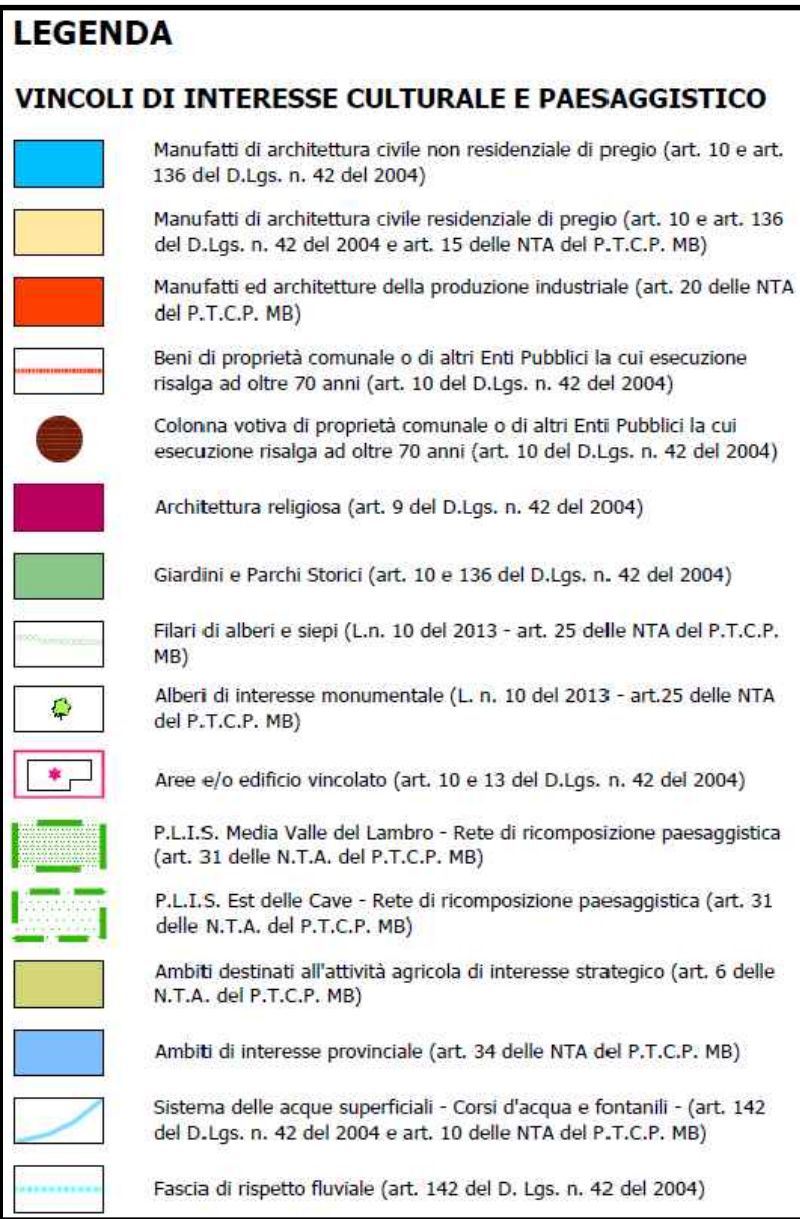 LEGENDA
VINCOLI DI INTERESSE CULTURALE E PAESAGGISTICO
Manufatti di architettura civile non residenziale di pregio (art. 10 e art.
136 del D.Lgs. n. 42 del 2004)
Manufatti di architettura civile residenziale di pregio (art. 10 e art. 136
del D.Lgs. n. 42 del 2004 e art. 15 delle NTA del P.T.C.P. MB)
Manufatti ed architetture della produzione industriale (art. 20 delle NTA
del P.T.C.P. MB)
Beni di proprietà comunale o di altri Enti Pubblici la cui esecuzione
risalga ad oltre 70 anni (art. 10 del D.Lgs. n. 42 del 2004)
Colonna votiva di proprietà comunale o di altri Enti Pubblici la cui
esecuzione risalga ad oltre 70 anni (art. 10 del D.Lgs. n. 42 del 2004)
Architettura religiosa (art. 9 del D.Lgs. n. 42 del 2004)
Giardini e Parchi Storici (art. 10 e 136 del D.Lgs. n. 42 del 2004)
Filari di alberi e siepi (L.n. 10 del 2013 - art. 25 delle NTA del P.T.C.P.
MB)
Alberi di interesse monumentale (L. n. 10 del 2013 - art.25 delle NTA
del P.T.C.P. MB)
Aree e/o edificio vincolato (art. 10 e 13 del D.Lgs. n. 42 del 2004)
P.L.I.S. Media Valle del Lambro - Rete di ricomposizione paesaggistica
(art. 31 delle N.T.A. del P.T.C.P. MB)
P.L.I.S. Est delle Cave - Rete di ricomposizione paesaggistica (art. 31
delle N.T.A. del P.T.C.P. MB)
Ambiti destinati all'attività agricola di interesse strategico (art. 6 delle
N.T.A. del P.T.C.P. MB)
Ambiti di interesse provinciale (art. 34 delle NTA del P.T.C.P. MB)
Sistema delle acque superficiali - Corsi d'acqua e fontanili - (art. 142
del D.Lgs. n. 42 del 2004 e art. 10 delle NTA del P.T.C.P. MB)
Fascia di rispetto fluviale (art. 142 del D. Lgs. n. 42 del 2004)